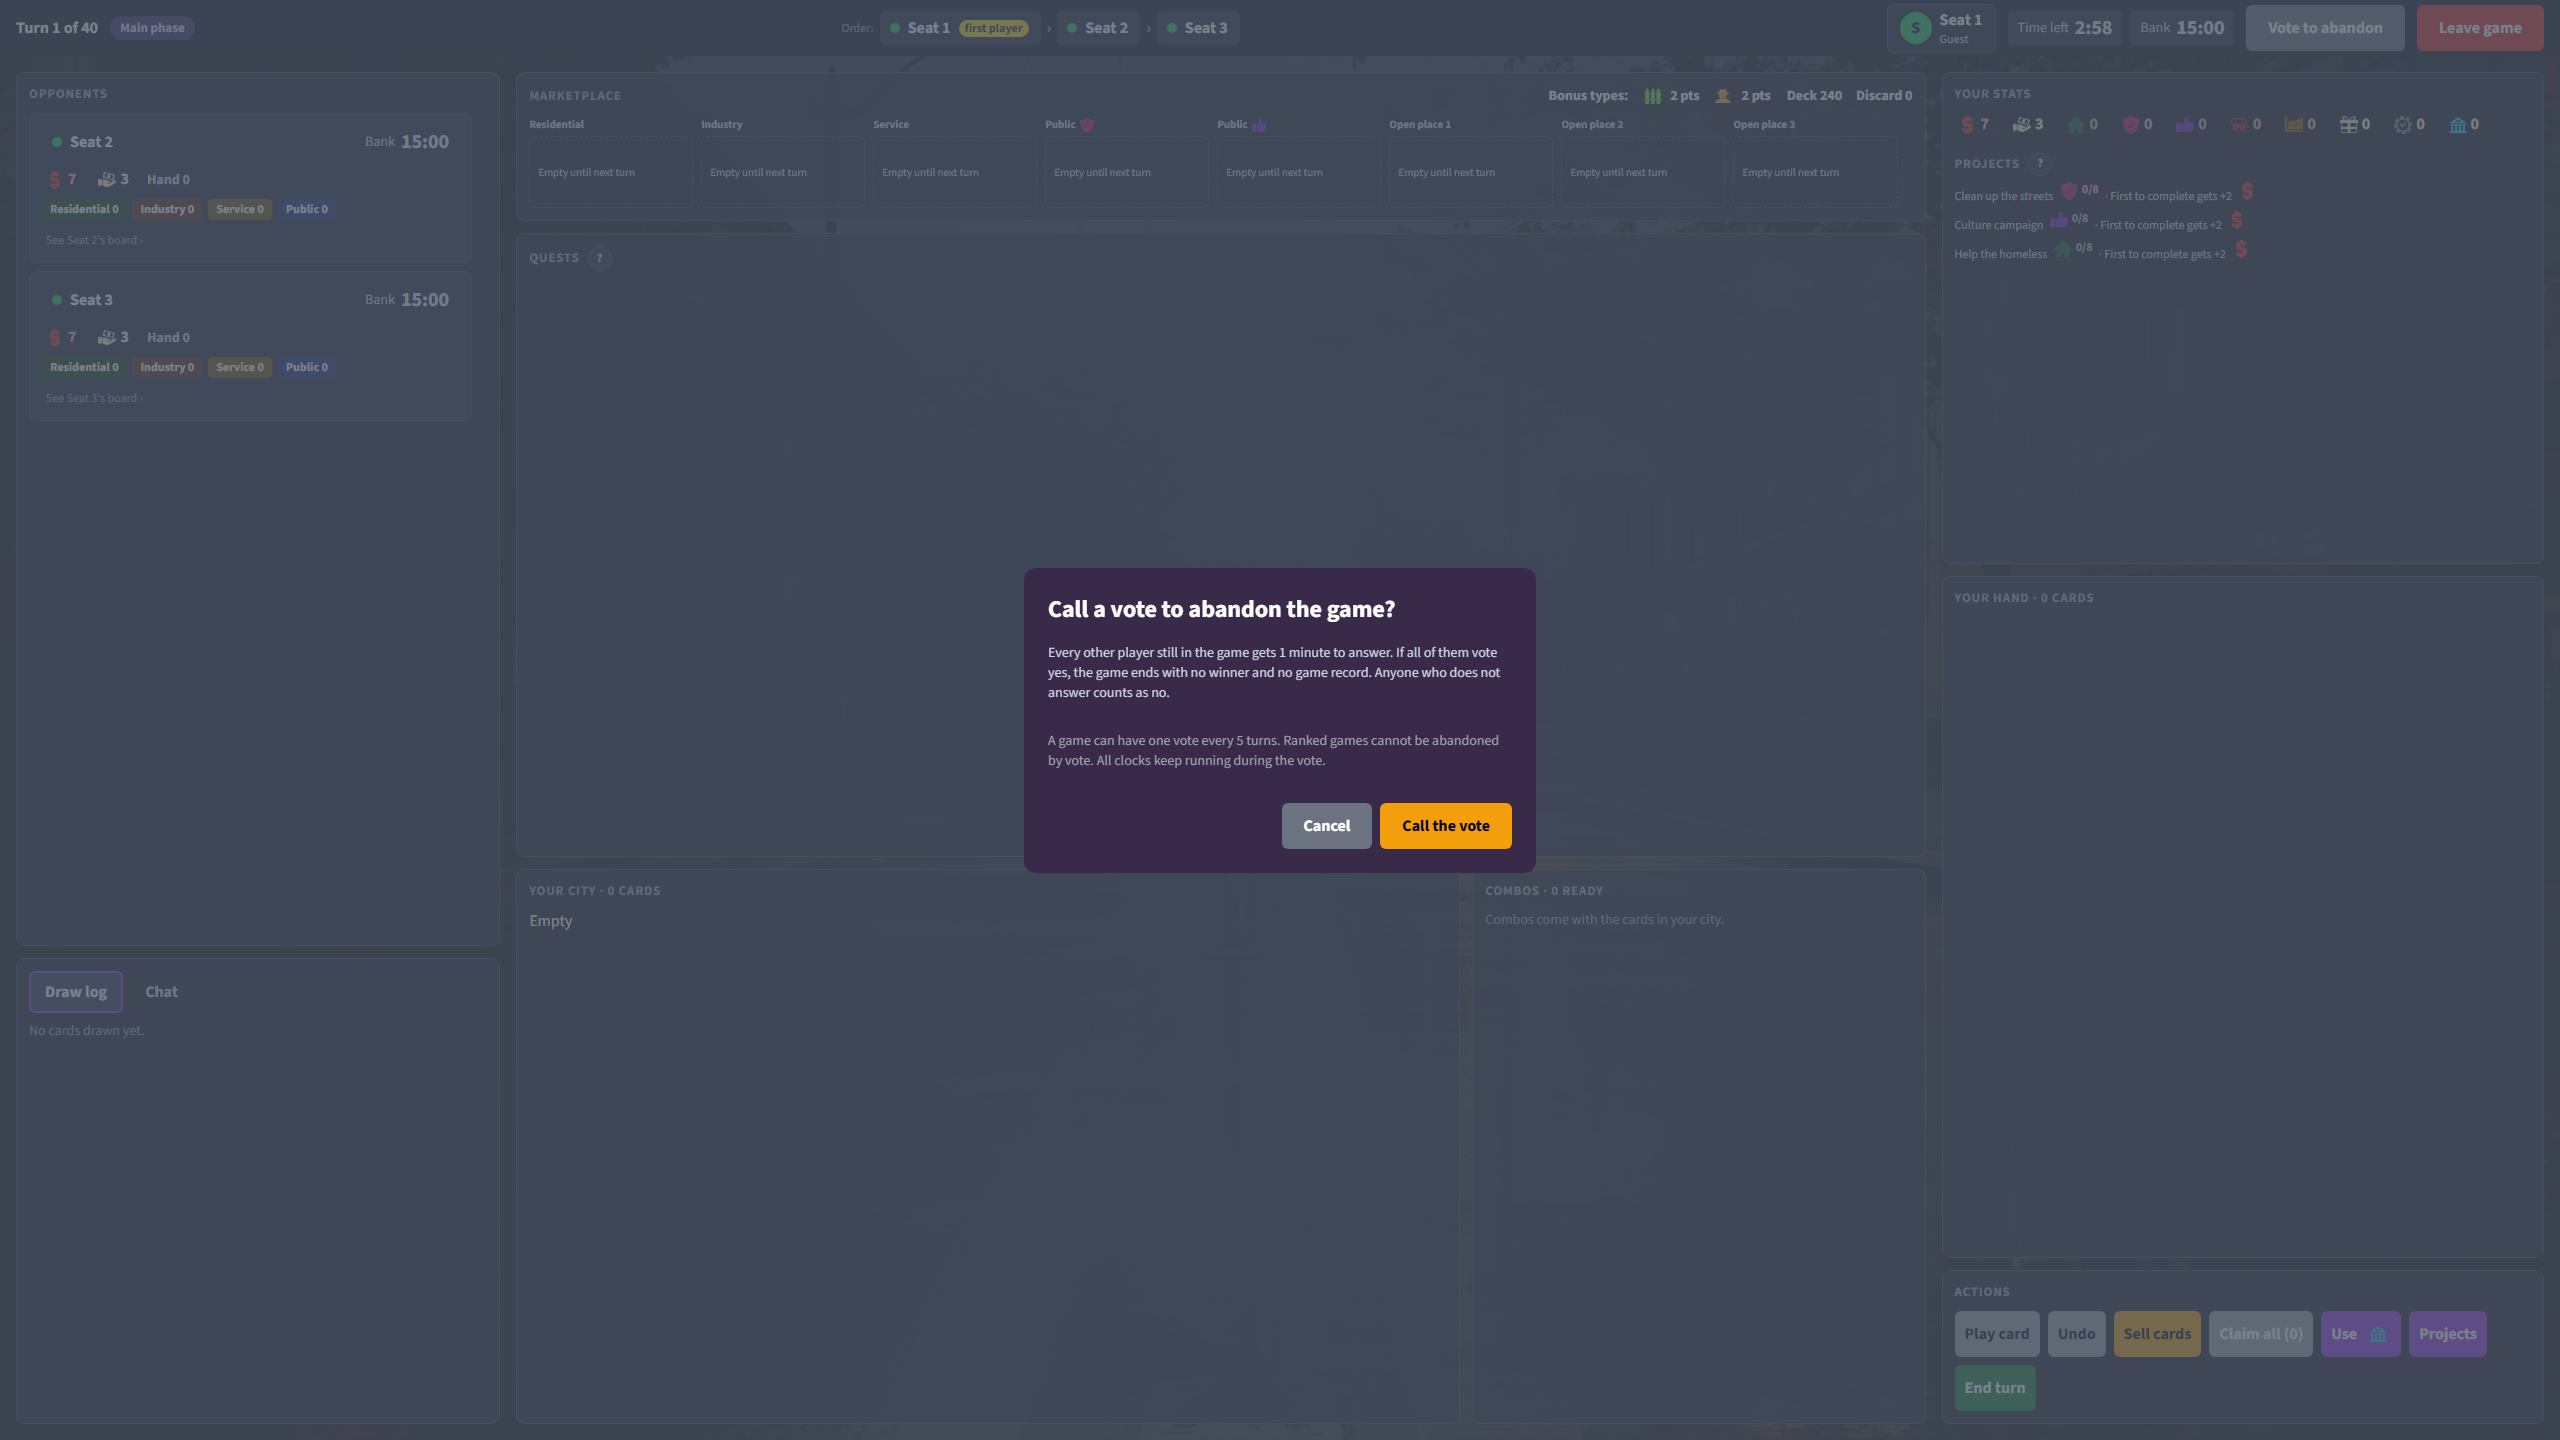 Turn 1 of 40 Main phase Order: Seat 1 first player › Seat 2 › Seat 3 S Seat 1 Guest Time left 2:58 Bank 15:00 Vote to abandon Leave game
OPPONENTS
Seat 2 Bank 15:00
7 3 Hand 0
Residential 0 Industry 0 Service 0 Public 0
See Seat 2's board ›
Seat 3 Bank 15:00
7 3 Hand 0
Residential 0 Industry 0 Service 0 Public 0
See Seat 3's board ›
Draw log Chat
No cards drawn yet.
MARKETPLACE Bonus types: 2 pts 2 pts Deck 240 Discard 0
Residential Industry Service Public Public Open place 1 Open place 2 Open place 3
Empty until next turn Empty until next turn Empty until next turn Empty until next turn Empty until next turn Empty until next turn Empty until next turn Empty until next turn
QUESTS ?
Call a vote to abandon the game?
Every other player still in the game gets 1 minute to answer. If all of them vote
yes, the game ends with no winner and no game record. Anyone who does not
answer counts as no.
A game can have one vote every 5 turns. Ranked games cannot be abandoned
by vote. All clocks keep running during the vote.
Cancel Call the vote
YOUR CITY · 0 CARDS
Empty
COMBOS · 0 READY
Combos come with the cards in your city.
YOUR STATS
$ 7 3 0 0 0 0 0 0 0 0
PROJECTS ?
Clean up the streets 0/8 · First to complete gets +2 $
Culture campaign 0/8 · First to complete gets +2 $
Help the homeless 0/8 · First to complete gets +2 $
YOUR HAND · 0 CARDS
ACTIONS
Play card Undo Sell cards Claim all (0) Use Projects
End turn